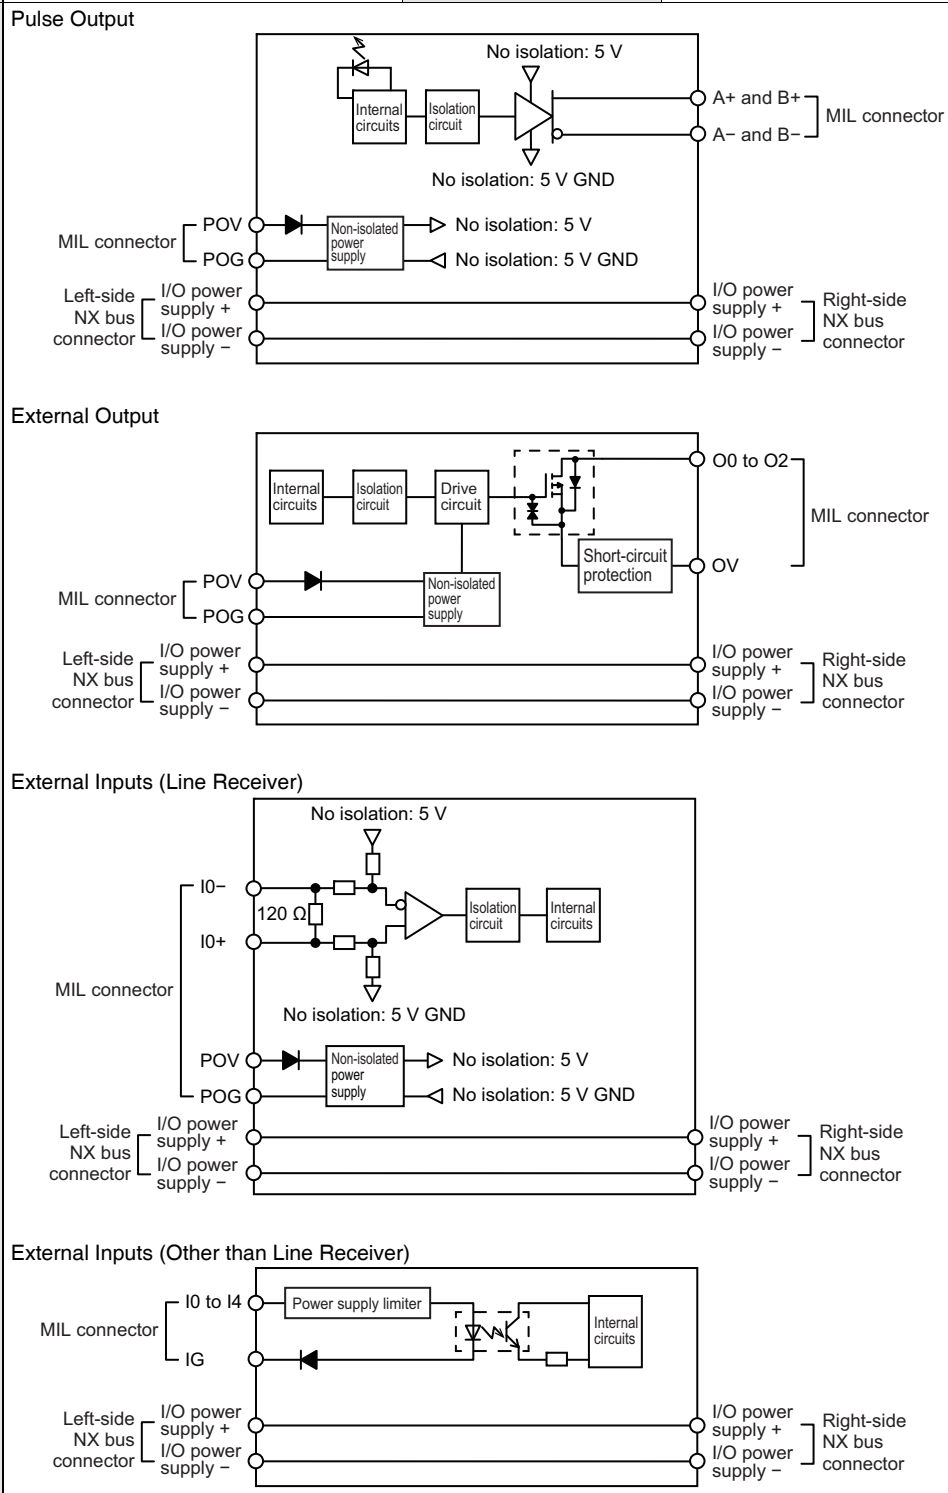 Pulse Output
No isolation: 5 V
Internal
circuits
Isolation
circuit
A+ and B+
A− and B−
MIL connector
No isolation: 5 V GND
MIL connector
POV
POG
Non-isolated
power
supply
No isolation: 5 V
No isolation: 5 V GND
Left-side
NX bus
connector
I/O power
supply +
I/O power
supply −
I/O power
supply +
I/O power
supply −
Right-side
NX bus
connector
External Output
Internal
circuits
Isolation
circuit
Drive
circuit
O0 to O2
MIL connector
Short-circuit
protection
OV
MIL connector
POV
POG
Non-isolated
power
supply
Left-side
NX bus
connector
I/O power
supply +
I/O power
supply −
I/O power
supply +
I/O power
supply −
Right-side
NX bus
connector
External Inputs (Line Receiver)
No isolation: 5 V
I0−
120 Ω
I0+
Isolation
circuit
Internal
circuits
MIL connector
No isolation: 5 V GND
POV
POG
Non-isolated
power
supply
No isolation: 5 V
No isolation: 5 V GND
Left-side
NX bus
connector
I/O power
supply +
I/O power
supply −
I/O power
supply +
I/O power
supply −
Right-side
NX bus
connector
External Inputs (Other than Line Receiver)
MIL connector
I0 to I4
IG
Power supply limiter
Internal
circuits
Left-side
NX bus
connector
I/O power
supply +
I/O power
supply −
I/O power
supply +
I/O power
supply −
Right-side
NX bus
connector